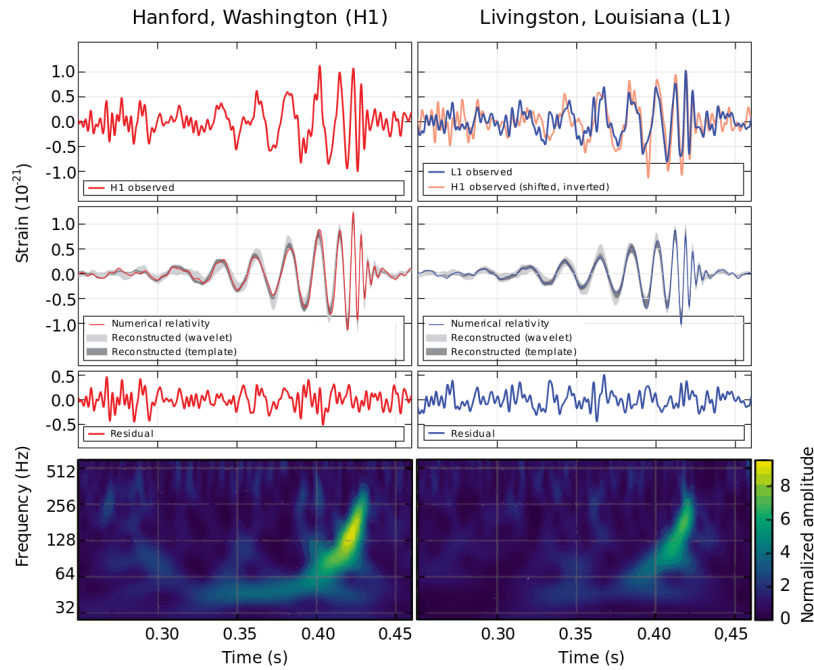 Hanford, Washington (H1)
Livingston, Louisiana (L1)
Strain (10⁻²¹)
1.0
0.5
0.0
-0.5
-1.0
H1 observed
L1 observed
H1 observed (shifted, inverted)
1.0
0.5
0.0
-0.5
-1.0
Numerical relativity
Reconstructed (wavelet)
Reconstructed (template)
Numerical relativity
Reconstructed (wavelet)
Reconstructed (template)
0.5
0.0
-0.5
Residual
Residual
Frequency (Hz)
512
256
128
64
32
0.30
0.35
0.40
0.45
Time (s)
0.30
0.35
0.40
0,45
Time (s)
8
6
4
2
0
Normalized amplitude